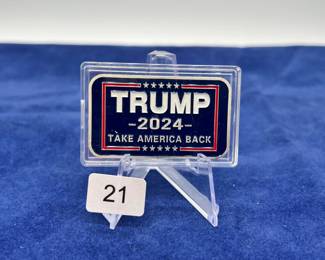 TRUMP
-2024-
TAKE AMERICA BACK
21